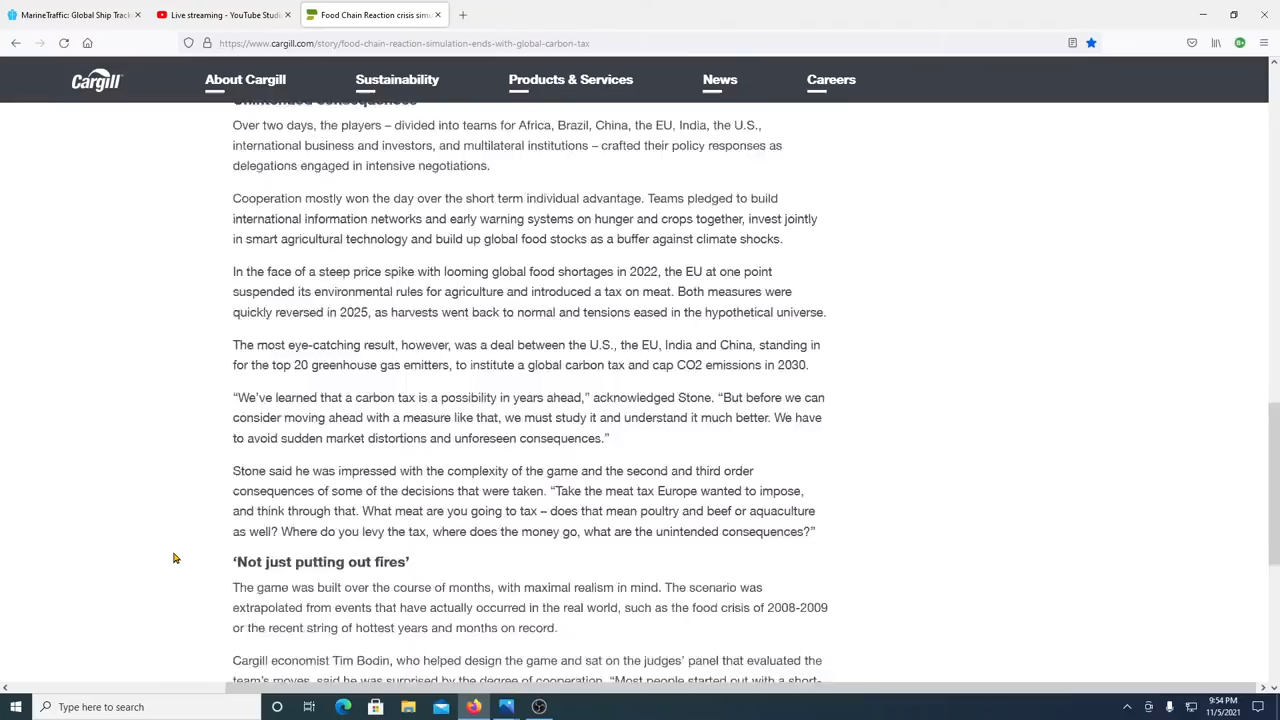 MarineTraffic: Global Ship Track
Live streaming - YouTube Studi
Food Chain Reaction crisis simu
https://www.cargill.com/story/food-chain-reaction-simulation-ends-with-global-carbon-tax
Cargill
About Cargill
Sustainability
Products & Services
News
Careers
Unintended Consequences
Over two days, the players – divided into teams for Africa, Brazil, China, the EU, India, the U.S.,
international business and investors, and multilateral institutions – crafted their policy responses as
delegations engaged in intensive negotiations.
Cooperation mostly won the day over the short term individual advantage. Teams pledged to build
international information networks and early warning systems on hunger and crops together, invest jointly
in smart agricultural technology and build up global food stocks as a buffer against climate shocks.
In the face of a steep price spike with looming global food shortages in 2022, the EU at one point
suspended its environmental rules for agriculture and introduced a tax on meat. Both measures were
quickly reversed in 2025, as harvests went back to normal and tensions eased in the hypothetical universe.
The most eye-catching result, however, was a deal between the U.S., the EU, India and China, standing in
for the top 20 greenhouse gas emitters, to institute a global carbon tax and cap CO2 emissions in 2030.
“We’ve learned that a carbon tax is a possibility in years ahead,” acknowledged Stone. “But before we can
consider moving ahead with a measure like that, we must study it and understand it much better. We have
to avoid sudden market distortions and unforeseen consequences.”
Stone said he was impressed with the complexity of the game and the second and third order
consequences of some of the decisions that were taken. “Take the meat tax Europe wanted to impose,
and think through that. What meat are you going to tax – does that mean poultry and beef or aquaculture
as well? Where do you levy the tax, where does the money go, what are the unintended consequences?”
‘Not just putting out fires’
The game was built over the course of months, with maximal realism in mind. The scenario was
extrapolated from events that have actually occurred in the real world, such as the food crisis of 2008-2009
or the recent string of hottest years and months on record.
Cargill economist Tim Bodin, who helped design the game and sat on the judges’ panel that evaluated the
team’s moves, said he was surprised by the degree of cooperation. “Most people started out with a short-
Type here to search
9:54 PM
11/5/2021